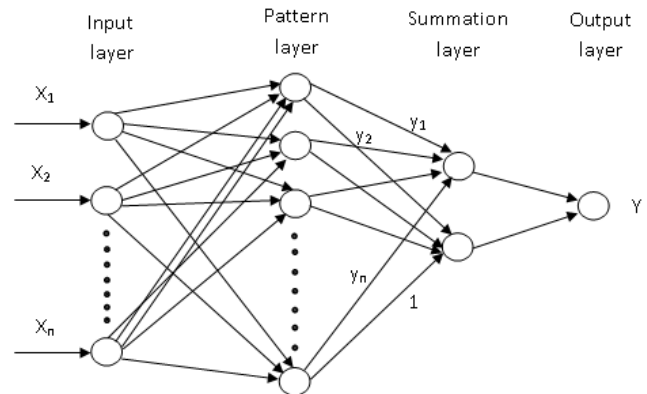 Input
layer
Pattern
layer
Summation
layer
Output
layer
X1
X2
Xn
y1
y2
yn
1
Y